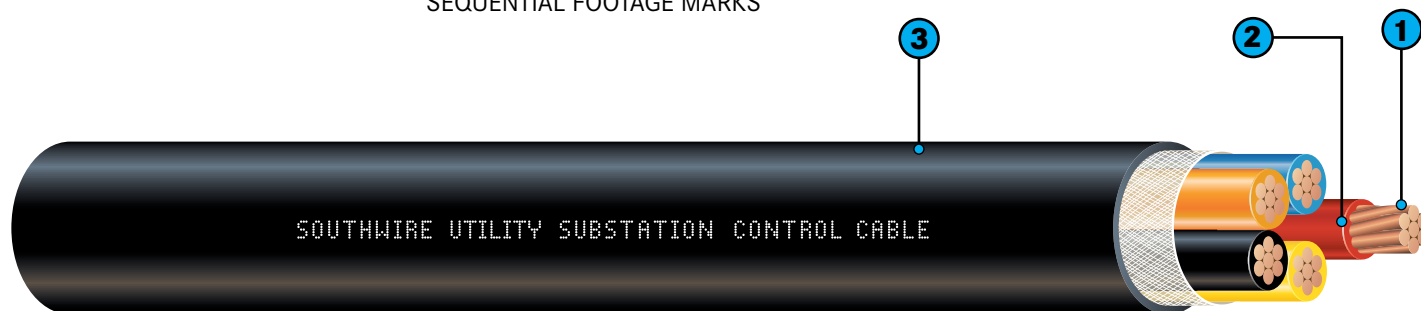 SEQUENTIAL FOOTAGE MARKS
3
2
1
SOUTHWIRE UTILITY SUBSTATION CONTROL CABLE